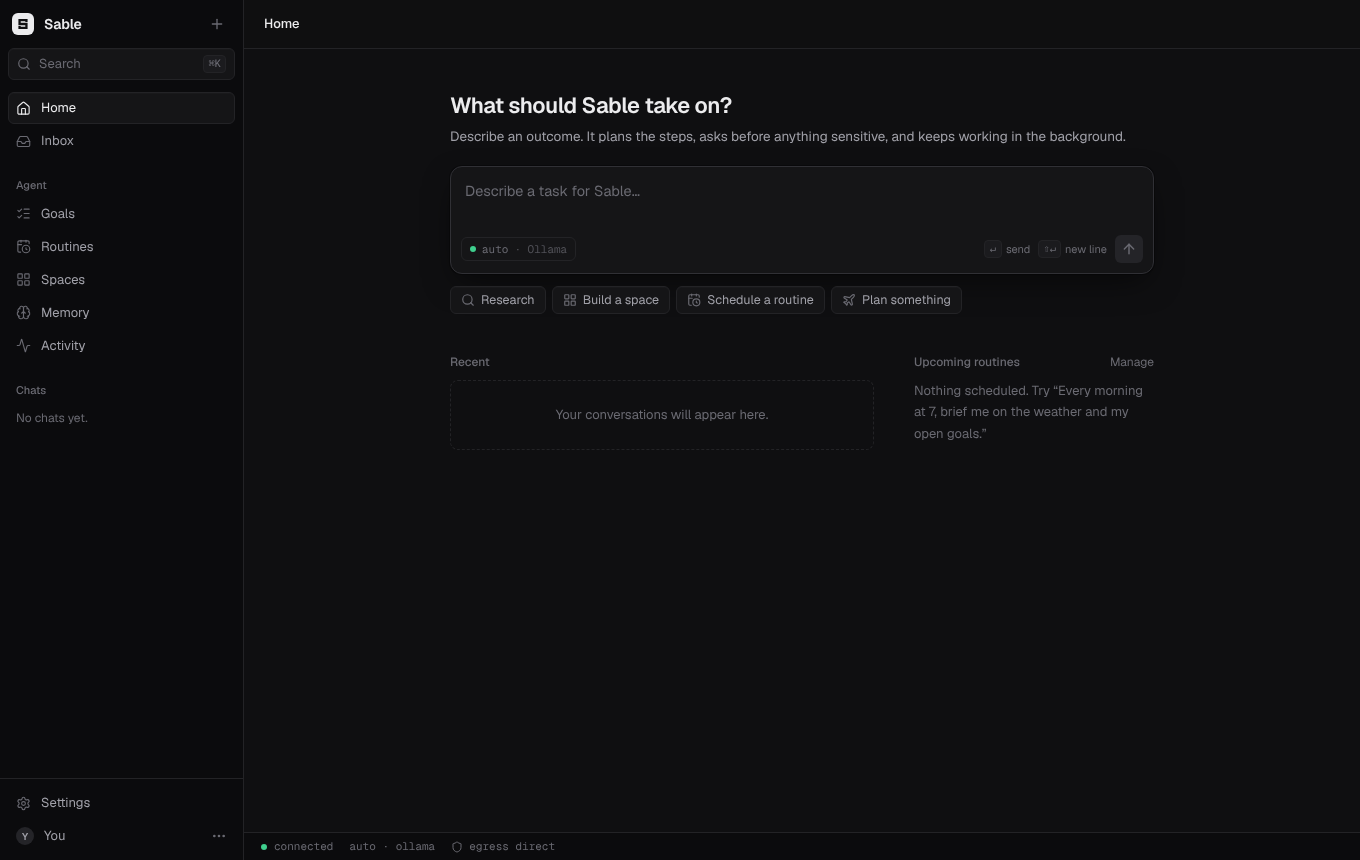 Sable
Search ⌘K
Home
Inbox
Agent
Goals
Routines
Spaces
Memory
Activity
Chats
No chats yet.
Settings
Y You
Home
What should Sable take on?
Describe an outcome. It plans the steps, asks before anything sensitive, and keeps working in the background.
Describe a task for Sable…
auto · Ollama
↵ send ⇧↵ new line
Research
Build a space
Schedule a routine
Plan something
Recent
Your conversations will appear here.
Upcoming routines
Manage
Nothing scheduled. Try “Every morning
at 7, brief me on the weather and my
open goals.”
connected auto · ollama egress direct